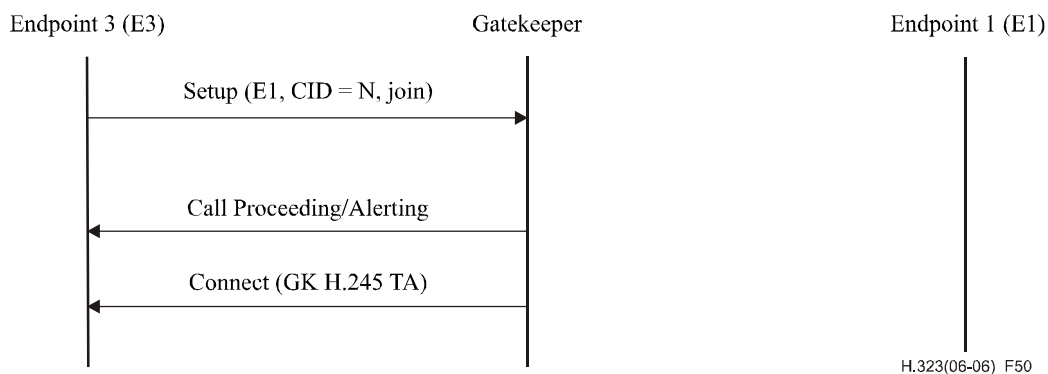 Endpoint 3 (E3) Gatekeeper Endpoint 1 (E1)
Setup (E1, CID = N, join)
Call Proceeding/Alerting
Connect (GK H.245 TA)
H.323(06-06) F50